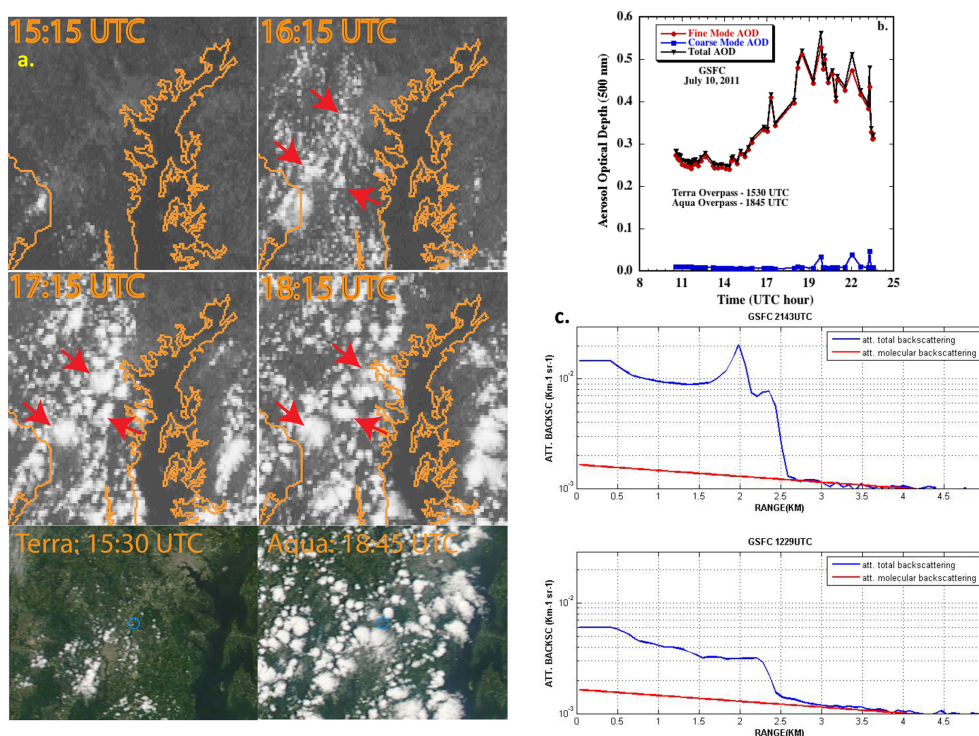 15:15 UTC
a.
16:15 UTC
17:15 UTC
18:15 UTC
Terra; 15:30 UTC
Aqua: 18:45 UTC
b.
Fine Mode AOD
Coarse Mode AOD
Total AOD
GSFC
July 10, 2011
Terra Overpass - 1530 UTC
Aqua Overpass - 1845 UTC
Aerosol Optical Depth (500 nm)
0.6
0.5
0.4
0.3
0.2
0.1
0.0
8 11 14 16 19 22 25
Time (UTC hour)
c.
GSFC 2143UTC
att. total backscattering
att. molecular backscattering
ATT. BACKSC (Km-1 sr-1)
10-2
10-3
0 0.5 1 1.5 2 2.5 3 3.5 4 4.5
RANGE(KM)
GSFC 1229UTC
att. total backscattering
att. molecular backscattering
ATT. BACKSC (Km-1 sr-1)
10-2
10-3
0 0.5 1 1.5 2 2.5 3 3.5 4 4.5
RANGE(KM)